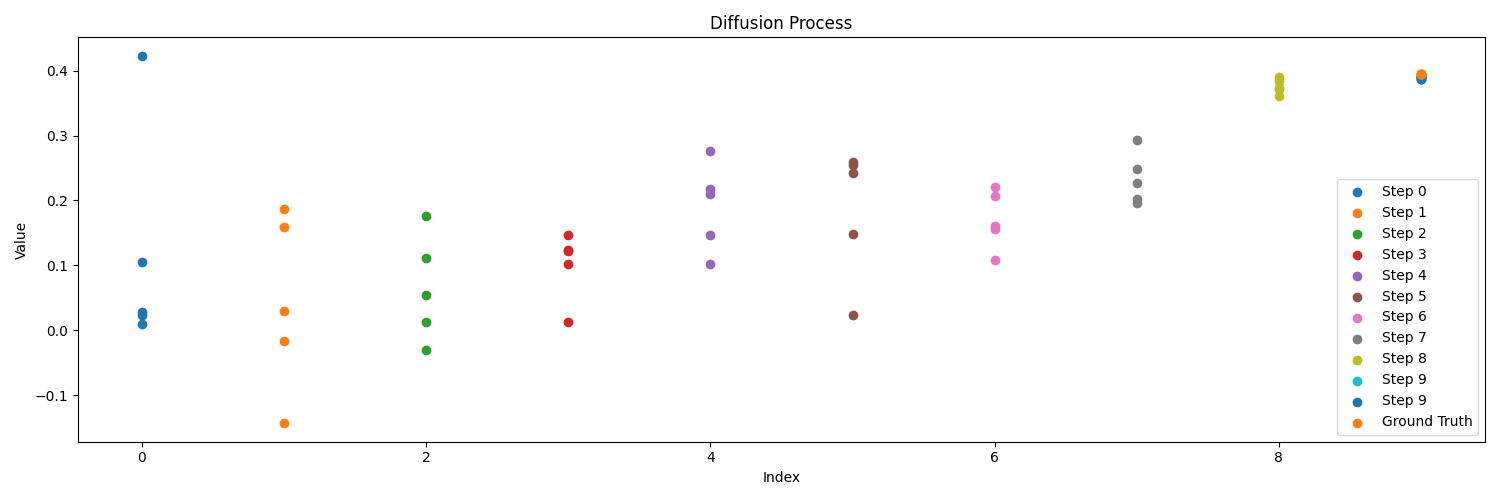 Diffusion Process
Value
0.4
0.3
0.2
0.1
0.0
−0.1
0
2
4
6
8
Index
Step 0
Step 1
Step 2
Step 3
Step 4
Step 5
Step 6
Step 7
Step 8
Step 9
Step 9
Ground Truth